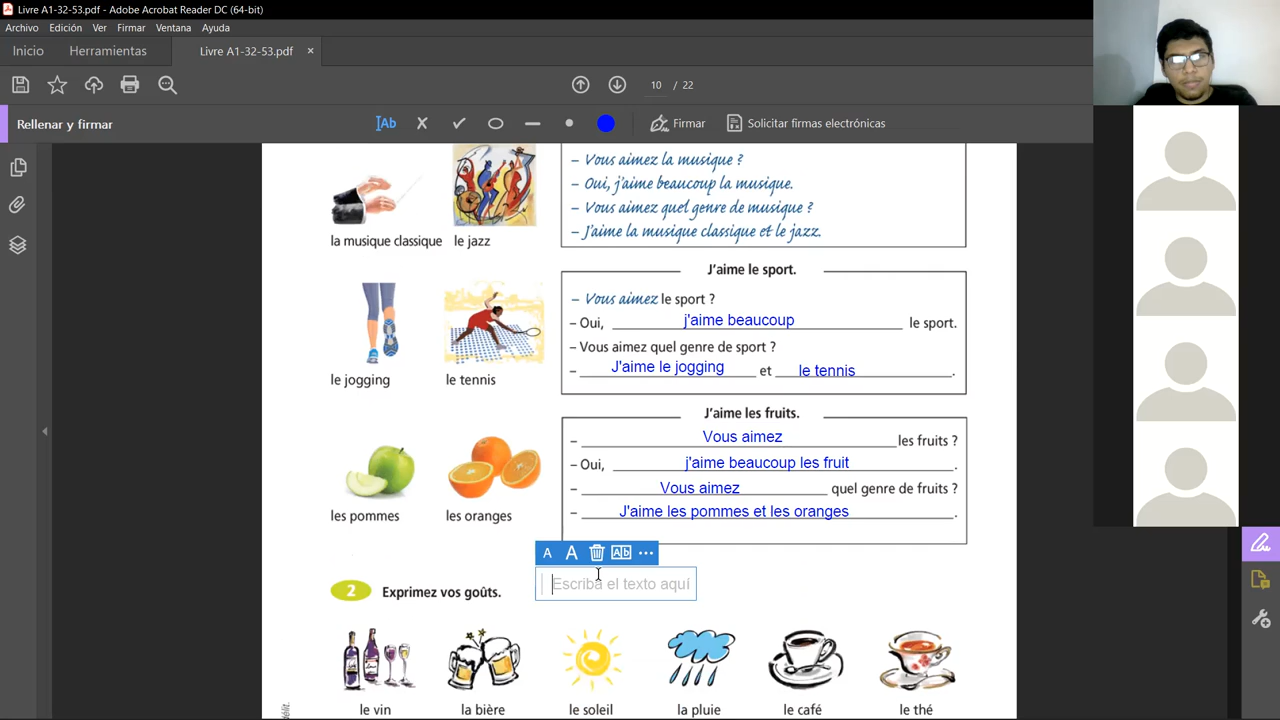 Livre A1-32-53.pdf - Adobe Acrobat Reader DC (64-bit)
Archivo Edición Ver Firmar Ventana Ayuda
Inicio Herramientas Livre A1-32-53.pdf ×
10 / 22
Rellenar y firmar Ab Firmar Solicitar firmas electrónicas
– Vous aimez la musique ?
– Oui, j'aime beaucoup la musique.
– Vous aimez quel genre de musique ?
– J'aime la musique classique et le jazz.
la musique classique le jazz
J'aime le sport.
– Vous aimez le sport ?
– Oui, j'aime beaucoup le sport.
– Vous aimez quel genre de sport ?
– J'aime le jogging et le tennis.
le jogging le tennis
J'aime les fruits.
– Vous aimez les fruits ?
– Oui, j'aime beaucoup les fruit.
– Vous aimez quel genre de fruits ?
– J'aime les pommes et les oranges.
les pommes les oranges
A A Ab ...
Escriba el texto aquí
2 Exprimez vos goûts.
le vin la bière le soleil la pluie le café le thé